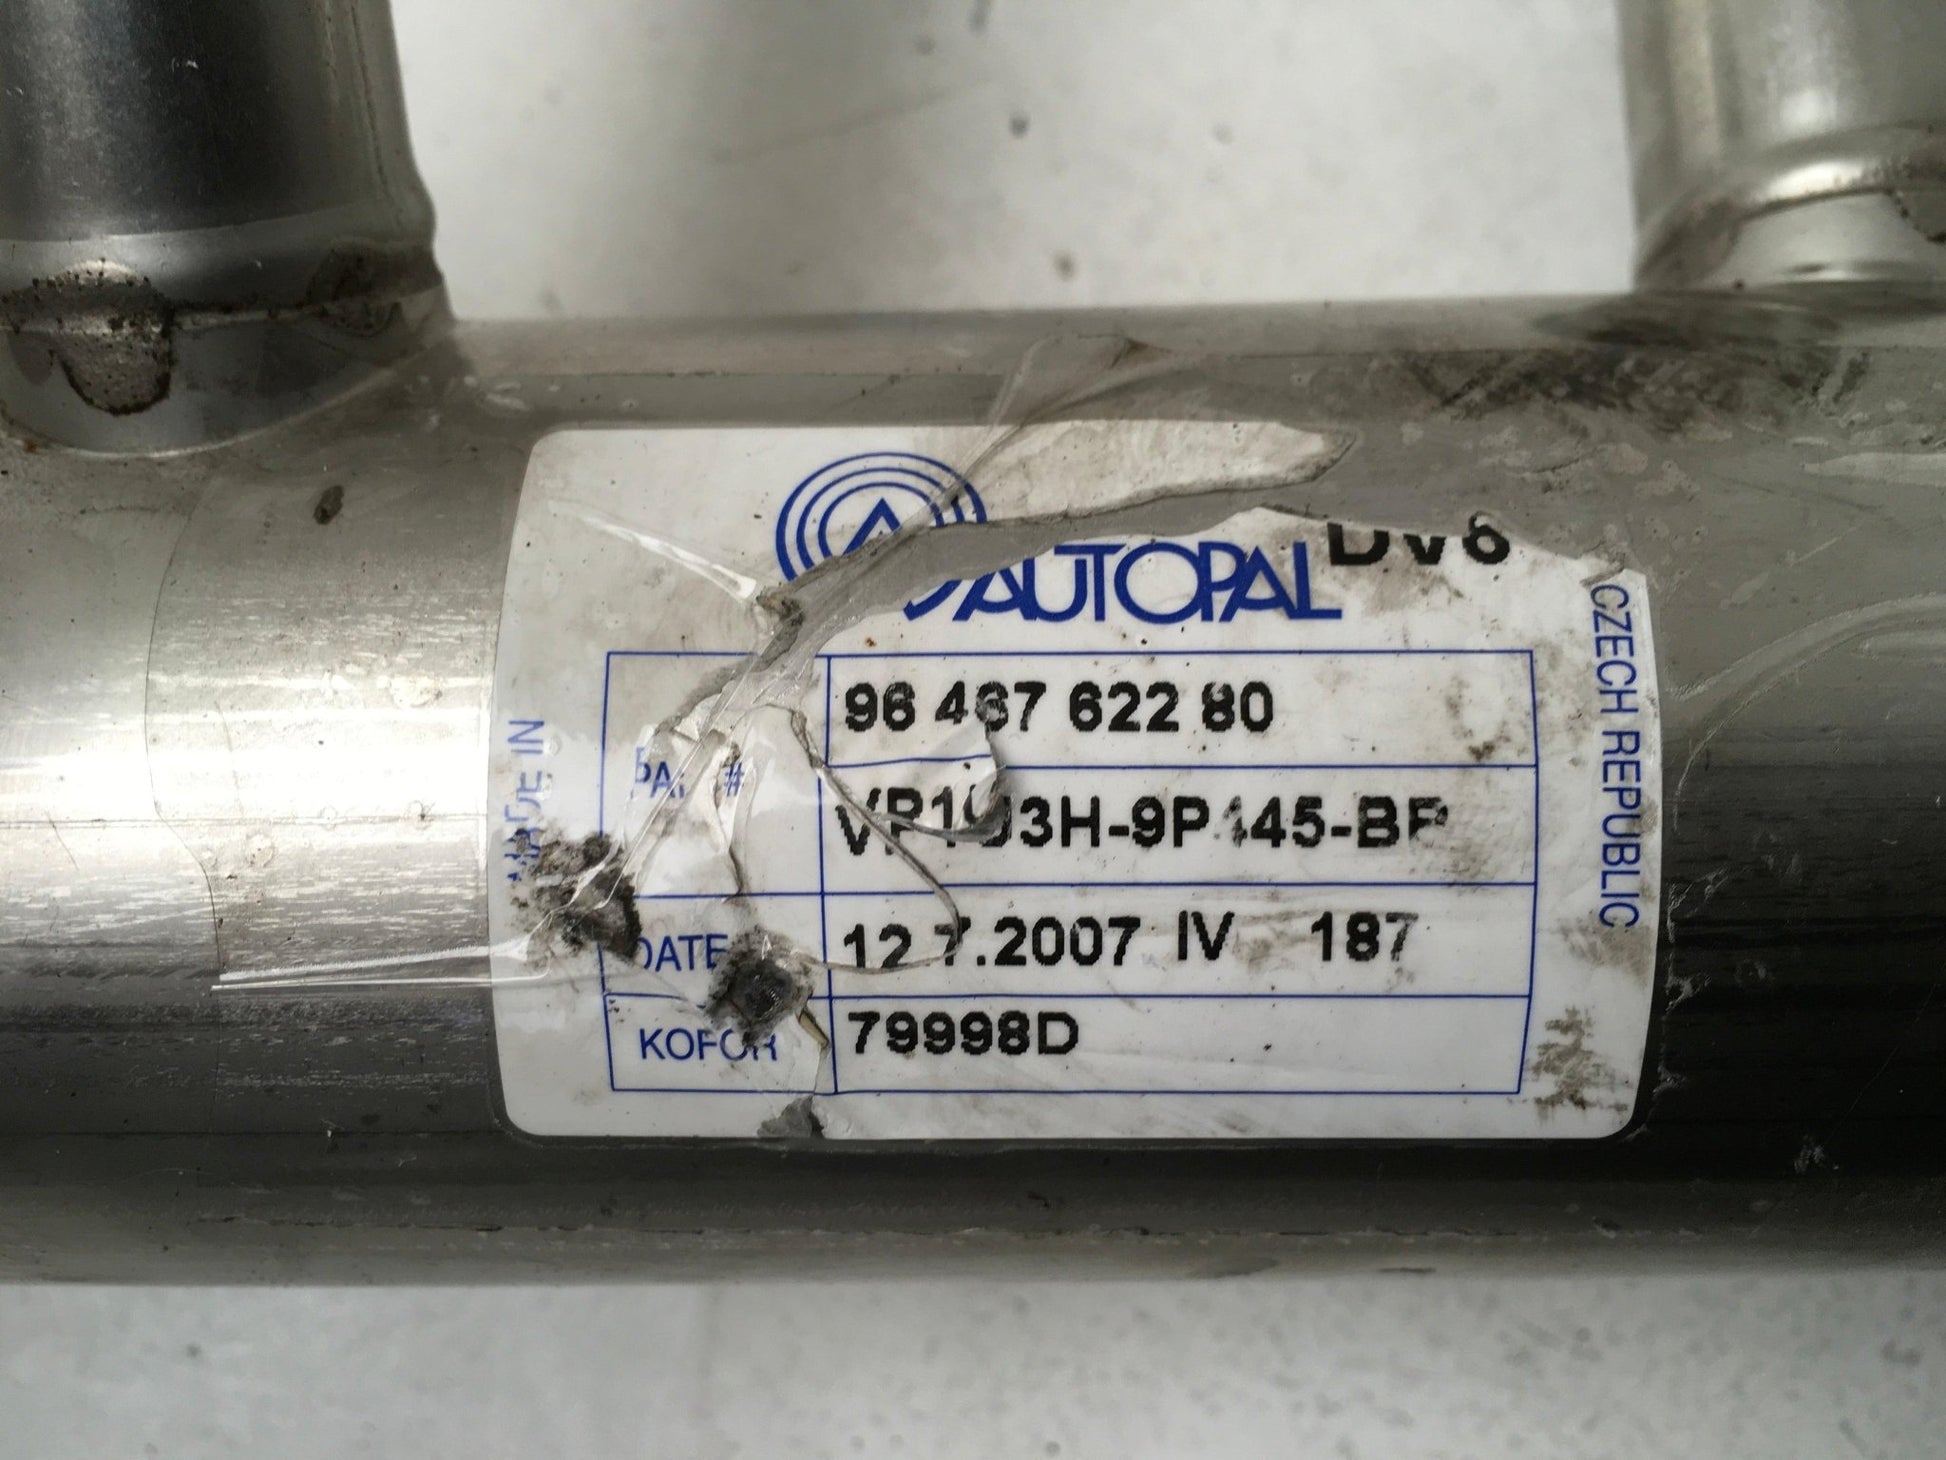 AUTOPAL DV6
MADE IN
CZECH REPUBLIC
96 467 622 80
PART #
DATE 12.7.2007 IV 187
KOFOR 79998D